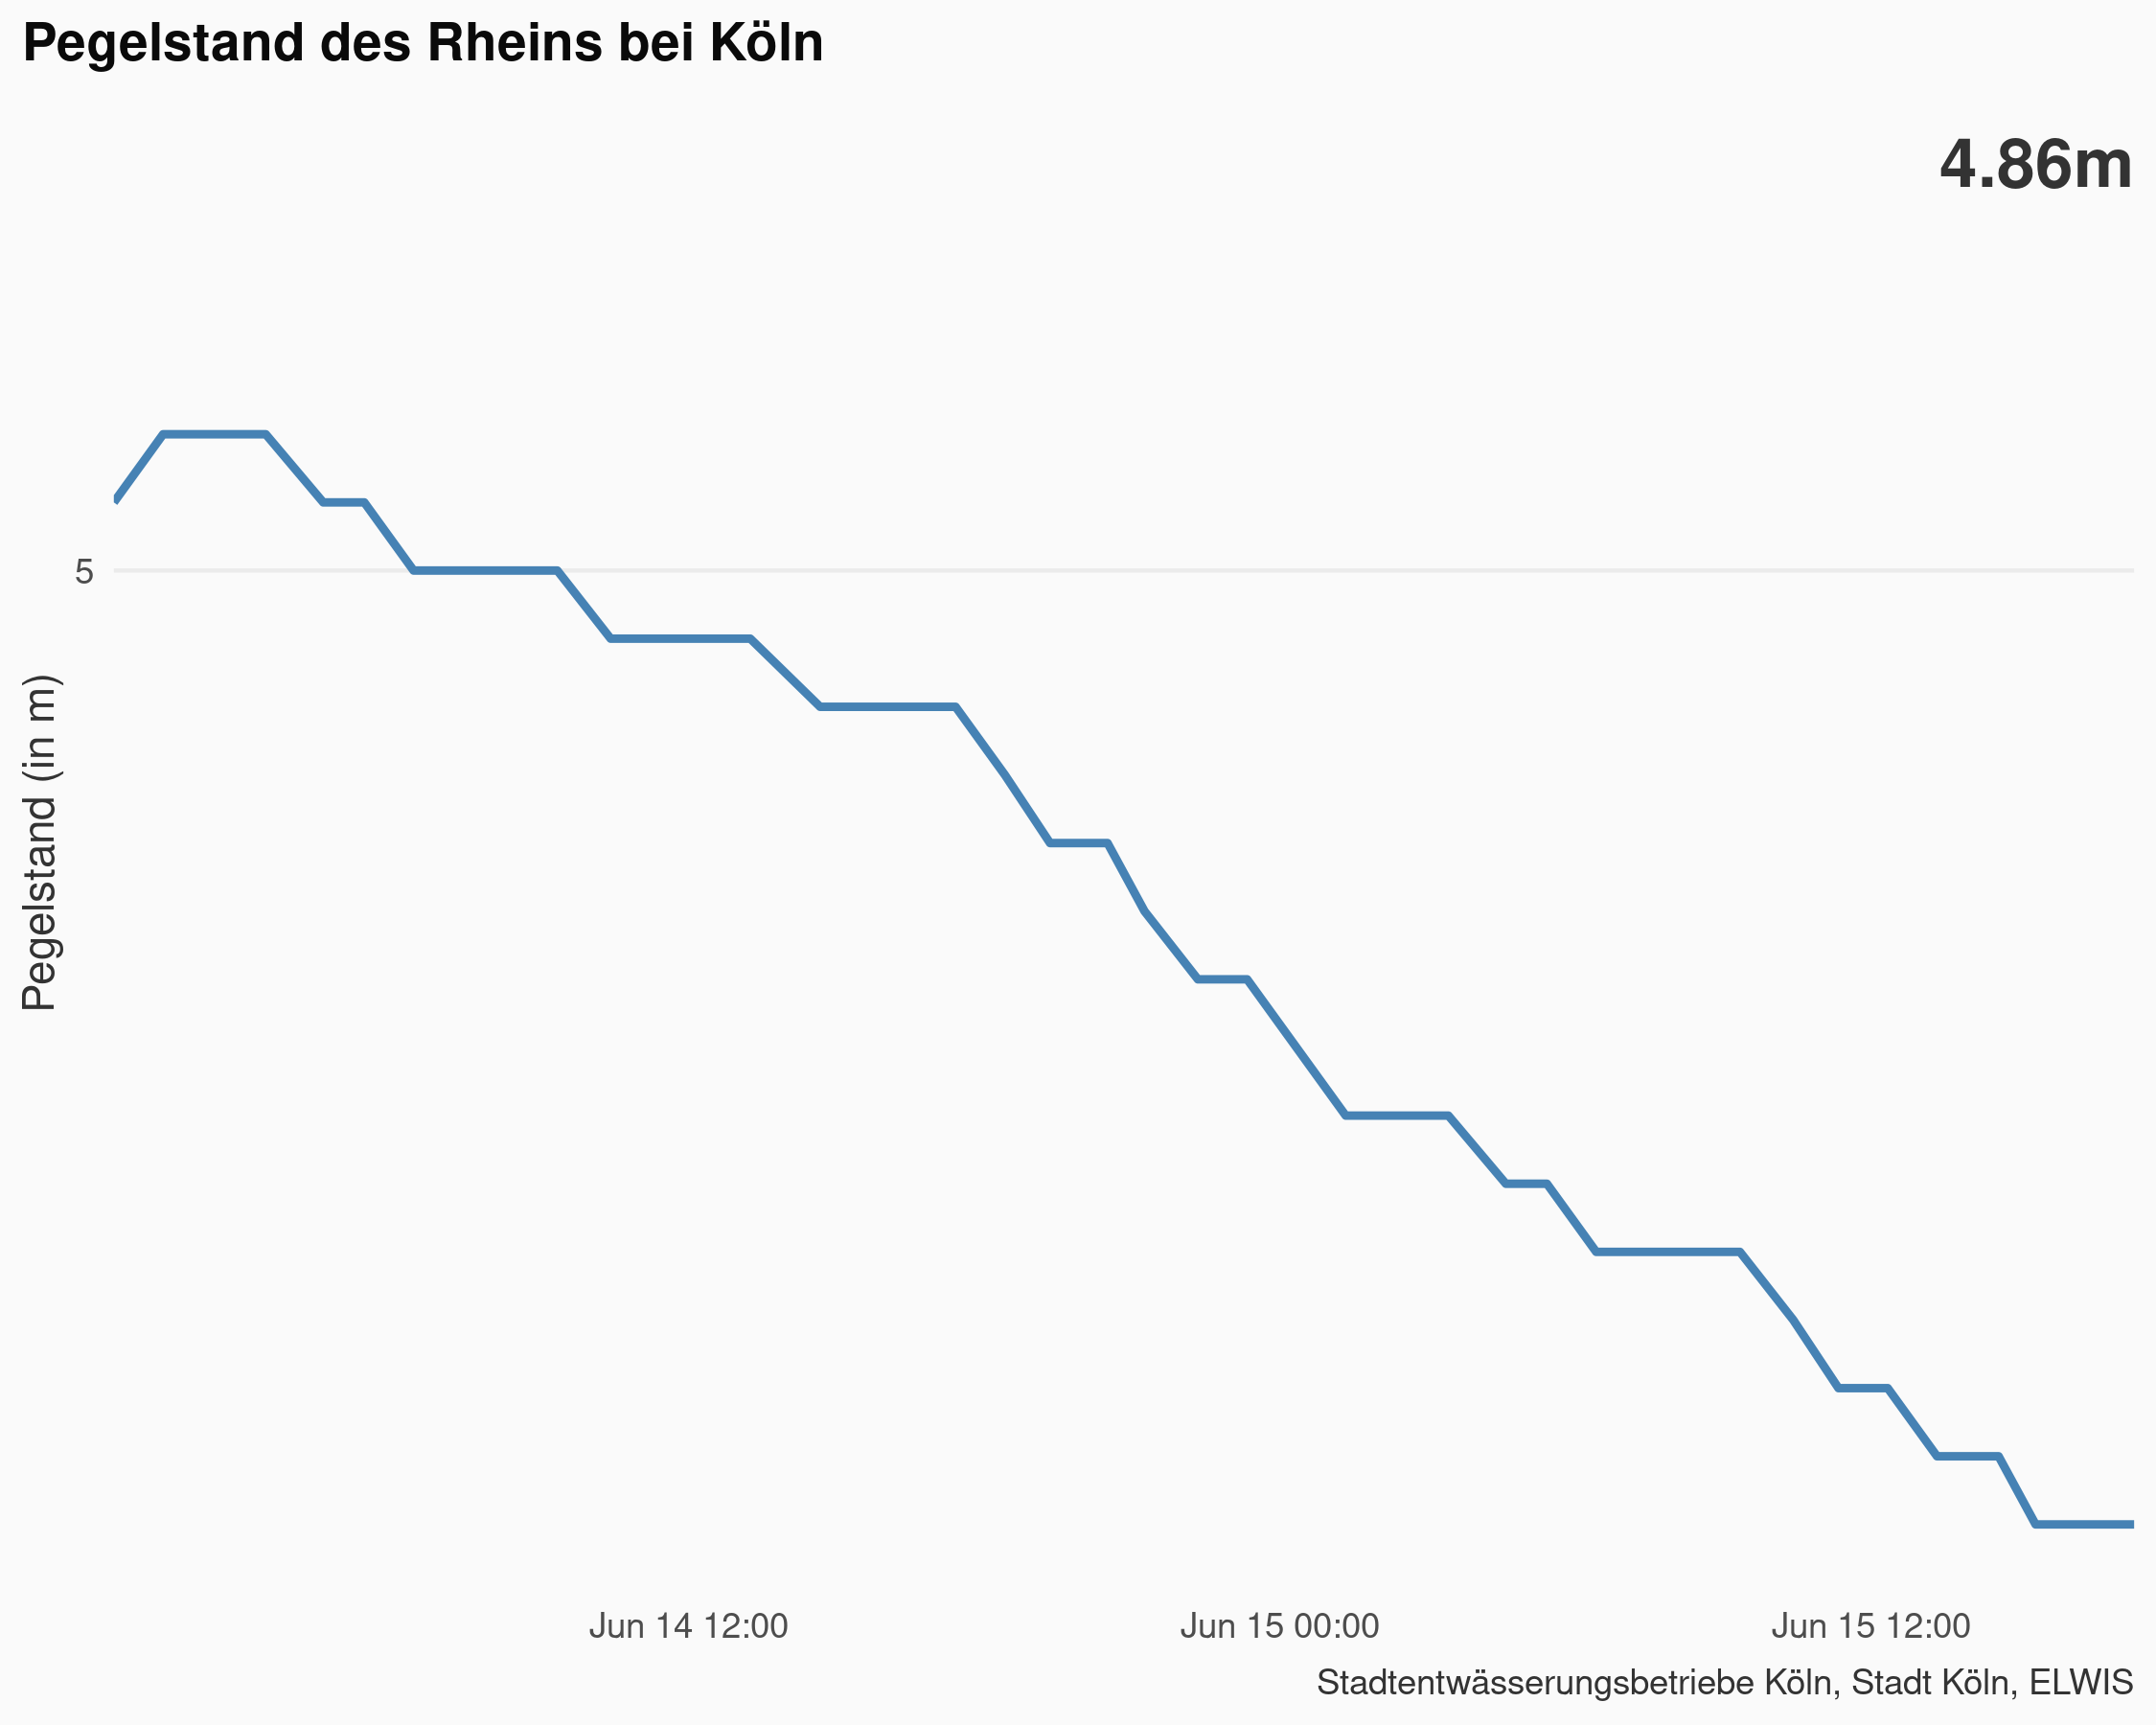 Pegelstand des Rheins bei Köln
4.86m
5
Pegelstand (in m)
Jun 14 12:00
Jun 15 00:00
Jun 15 12:00
Stadtentwässerungsbetriebe Köln, Stadt Köln, ELWIS